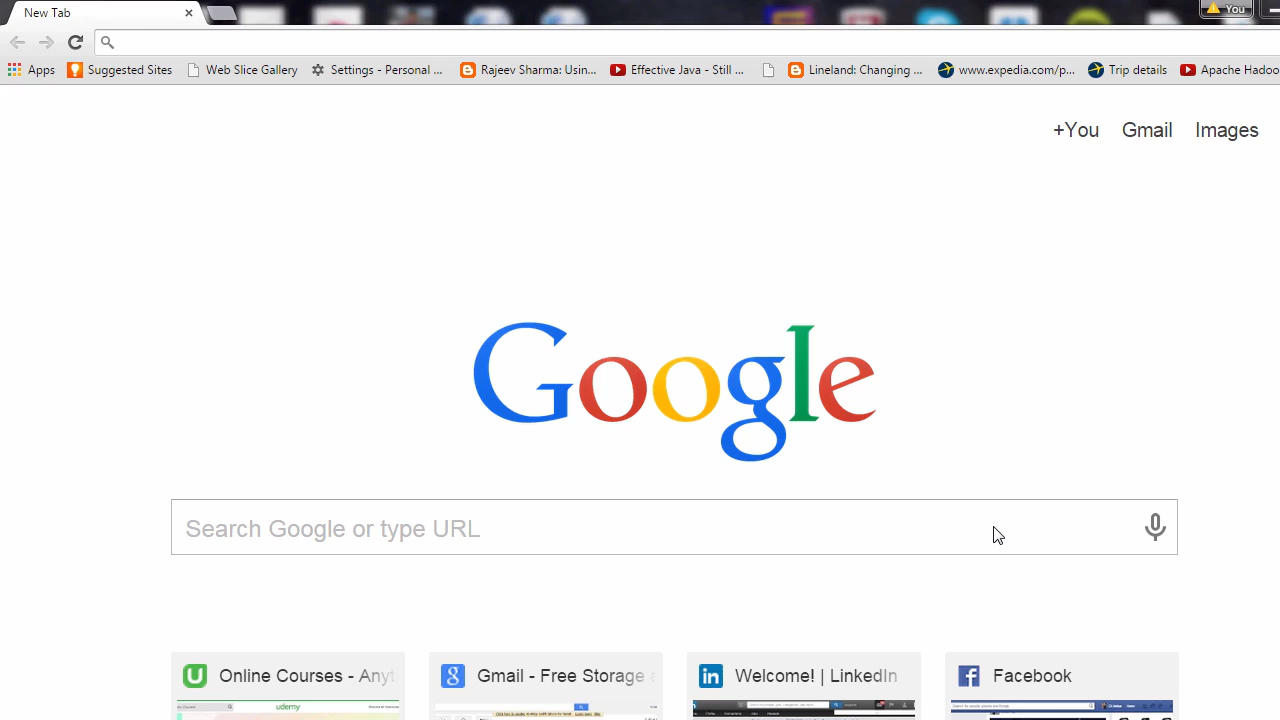 New Tab
You
Apps Suggested Sites Web Slice Gallery Settings - Personal ... Rajeev Sharma: Usin... Effective Java - Still ... Lineland: Changing ... www.expedia.com/p... Trip details Apache Hadoo
+You Gmail Images
Google
Search Google or type URL
Online Courses - Anyt Gmail - Free Storage a Welcome! | LinkedIn Facebook
udemy